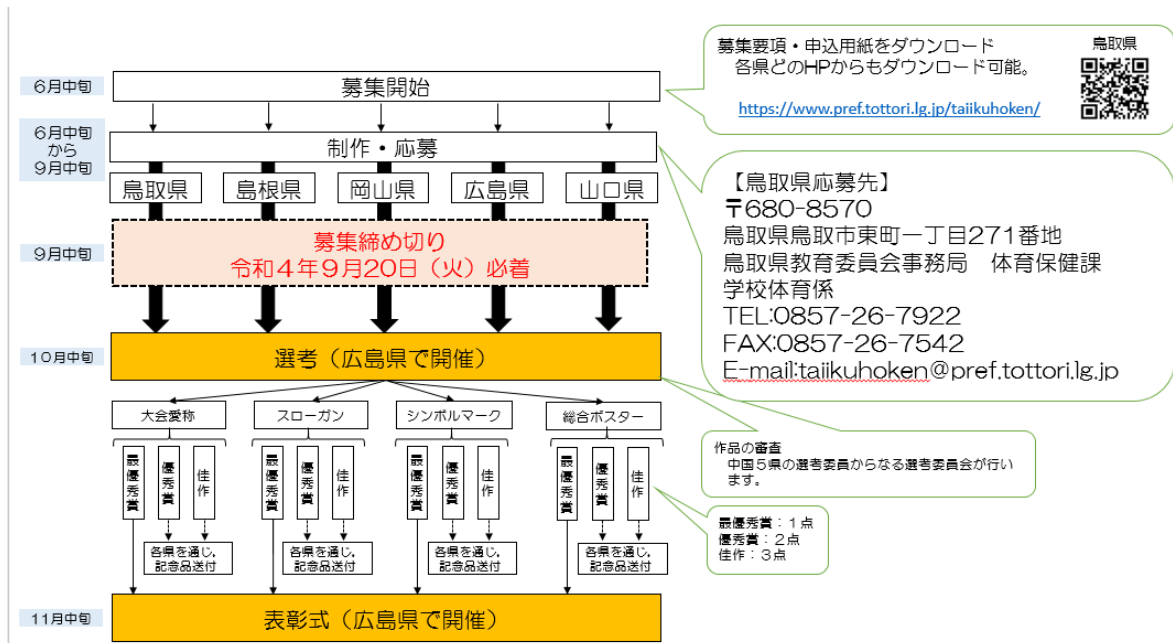 募集要項・申込用紙をダウンロード
各県どのHPからもダウンロード可能。
鳥取県
https://www.pref.tottori.lg.jp/taiikuhoken/
6月中旬
募集開始
6月中旬
から
9月中旬
制作・応募
鳥取県
島根県
岡山県
広島県
山口県
【鳥取県応募先】
〒680-8570
鳥取県鳥取市東町一丁目271番地
鳥取県教育委員会事務局　体育保健課
学校体育係
TEL:0857-26-7922
FAX:0857-26-7542
E-mail:taiikuhoken@pref.tottori.lg.jp
9月中旬
募集締め切り
令和4年9月20日（火）必着
10月中旬
選考（広島県で開催）
大会愛称
スローガン
シンボルマーク
総合ポスター
最優秀賞
優秀賞
佳作
最優秀賞
優秀賞
佳作
最優秀賞
優秀賞
佳作
最優秀賞
優秀賞
佳作
作品の審査
中国5県の選考委員からなる選考委員会が行い
ます。
最優秀賞：1点
優秀賞：2点
佳作：3点
各県を通じ，
記念品送付
各県を通じ，
記念品送付
各県を通じ，
記念品送付
各県を通じ，
記念品送付
11月中旬
表彰式（広島県で開催）